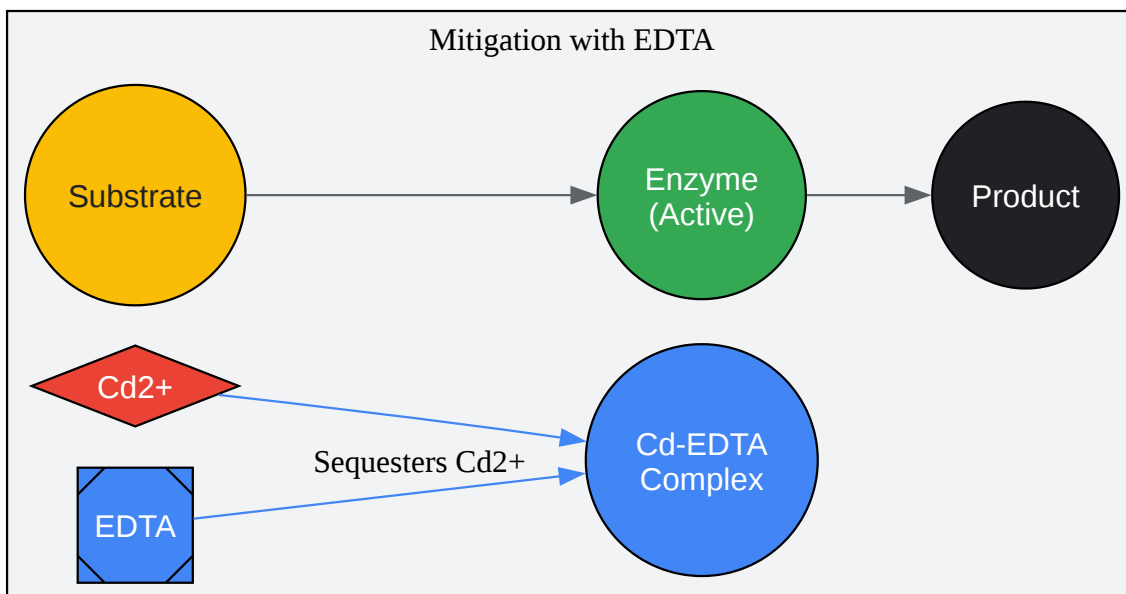 Mitigation with EDTA
Substrate
Enzyme
(Active)
Product
Cd2+
Sequesters Cd2+
Cd-EDTA
Complex
EDTA